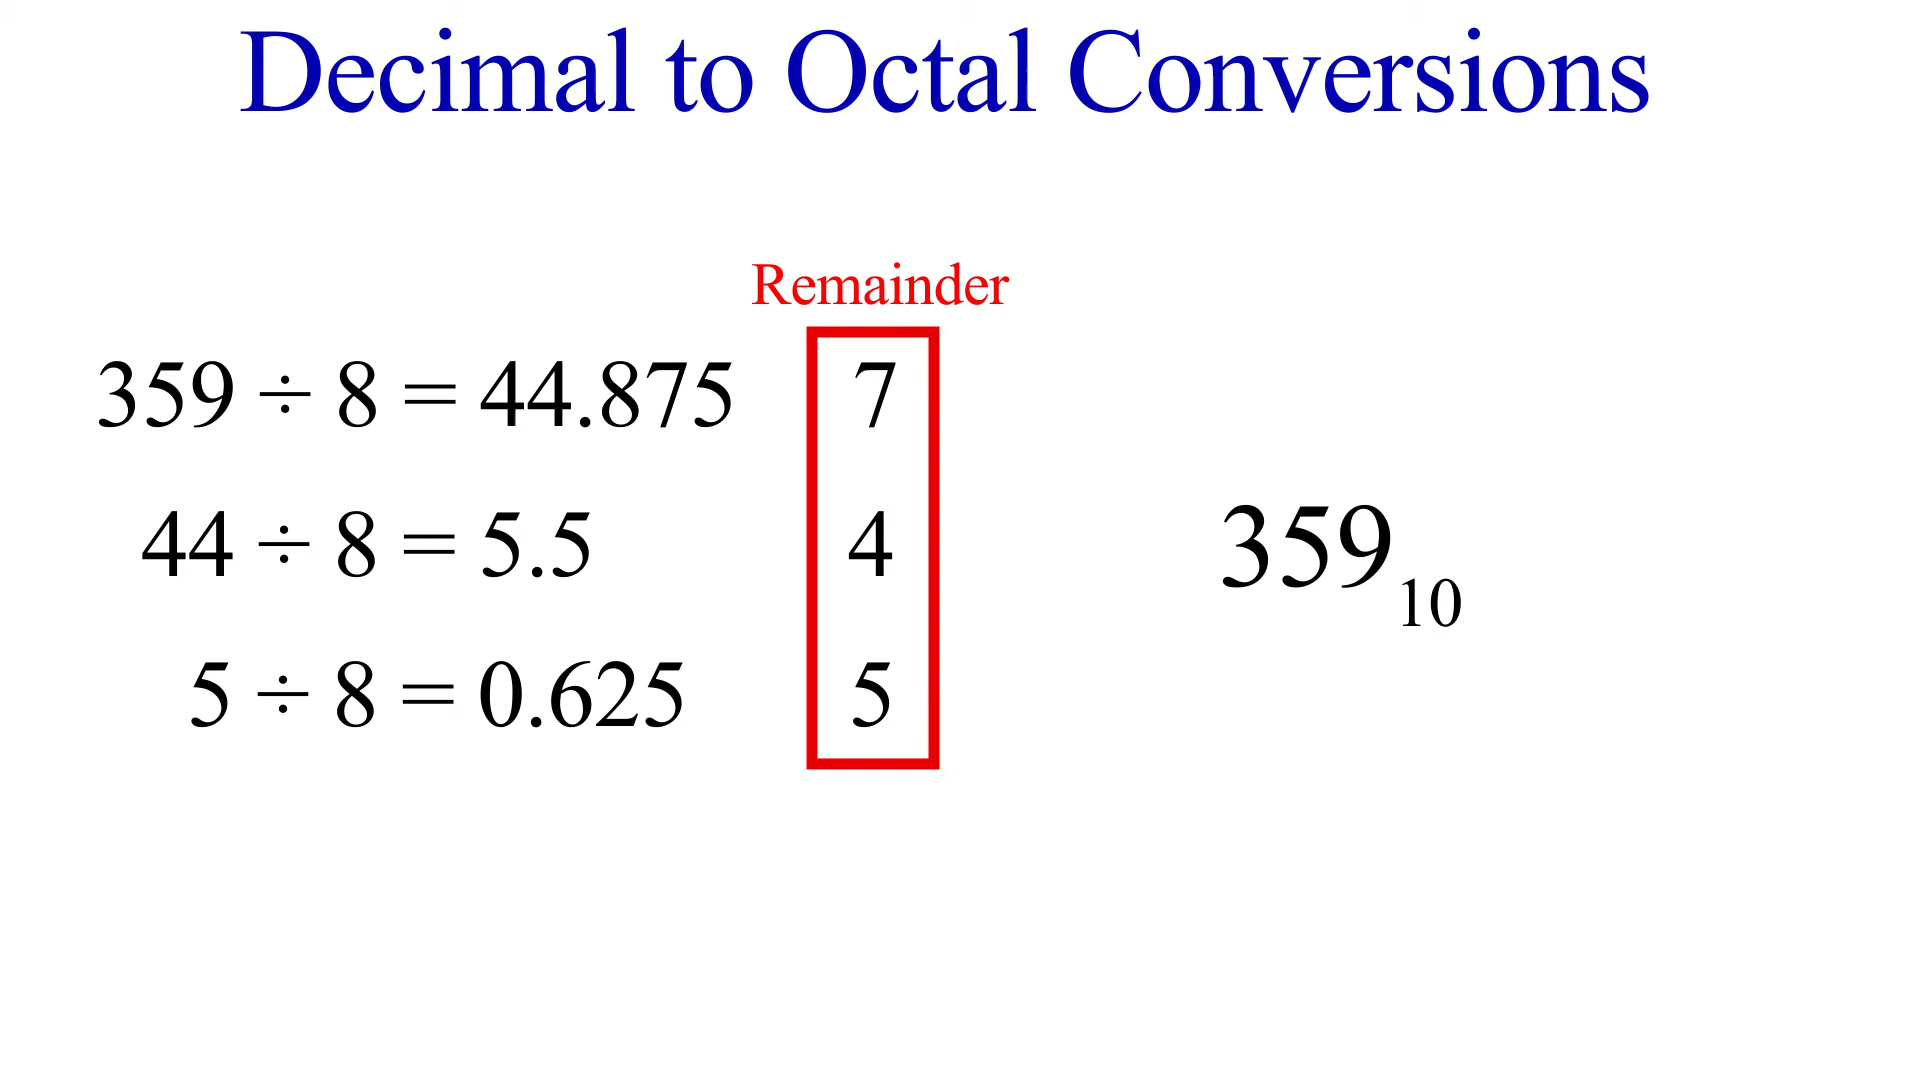 Decimal to Octal Conversions
Remainder
359 ÷ 8 = 44.875 7
44 ÷ 8 = 5.5 4
5 ÷ 8 = 0.625 5
359₁₀